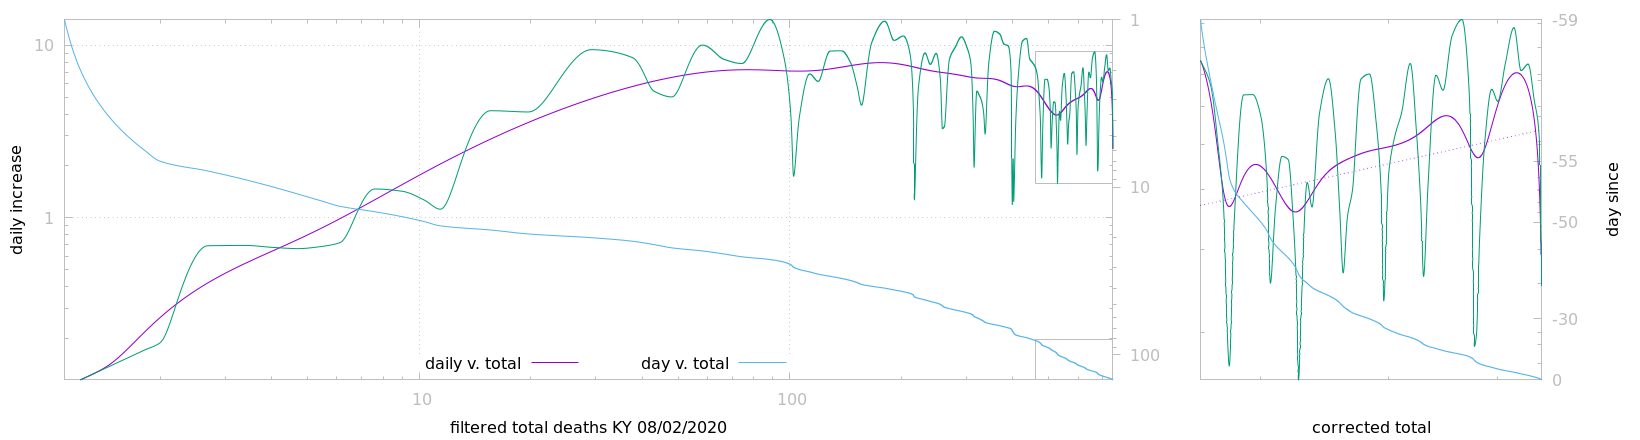 1
-59
10
daily increase
-55
day since
10
1
-50
-30
100
daily v. total
day v. total
0
10
100
filtered total deaths KY 08/02/2020
corrected total